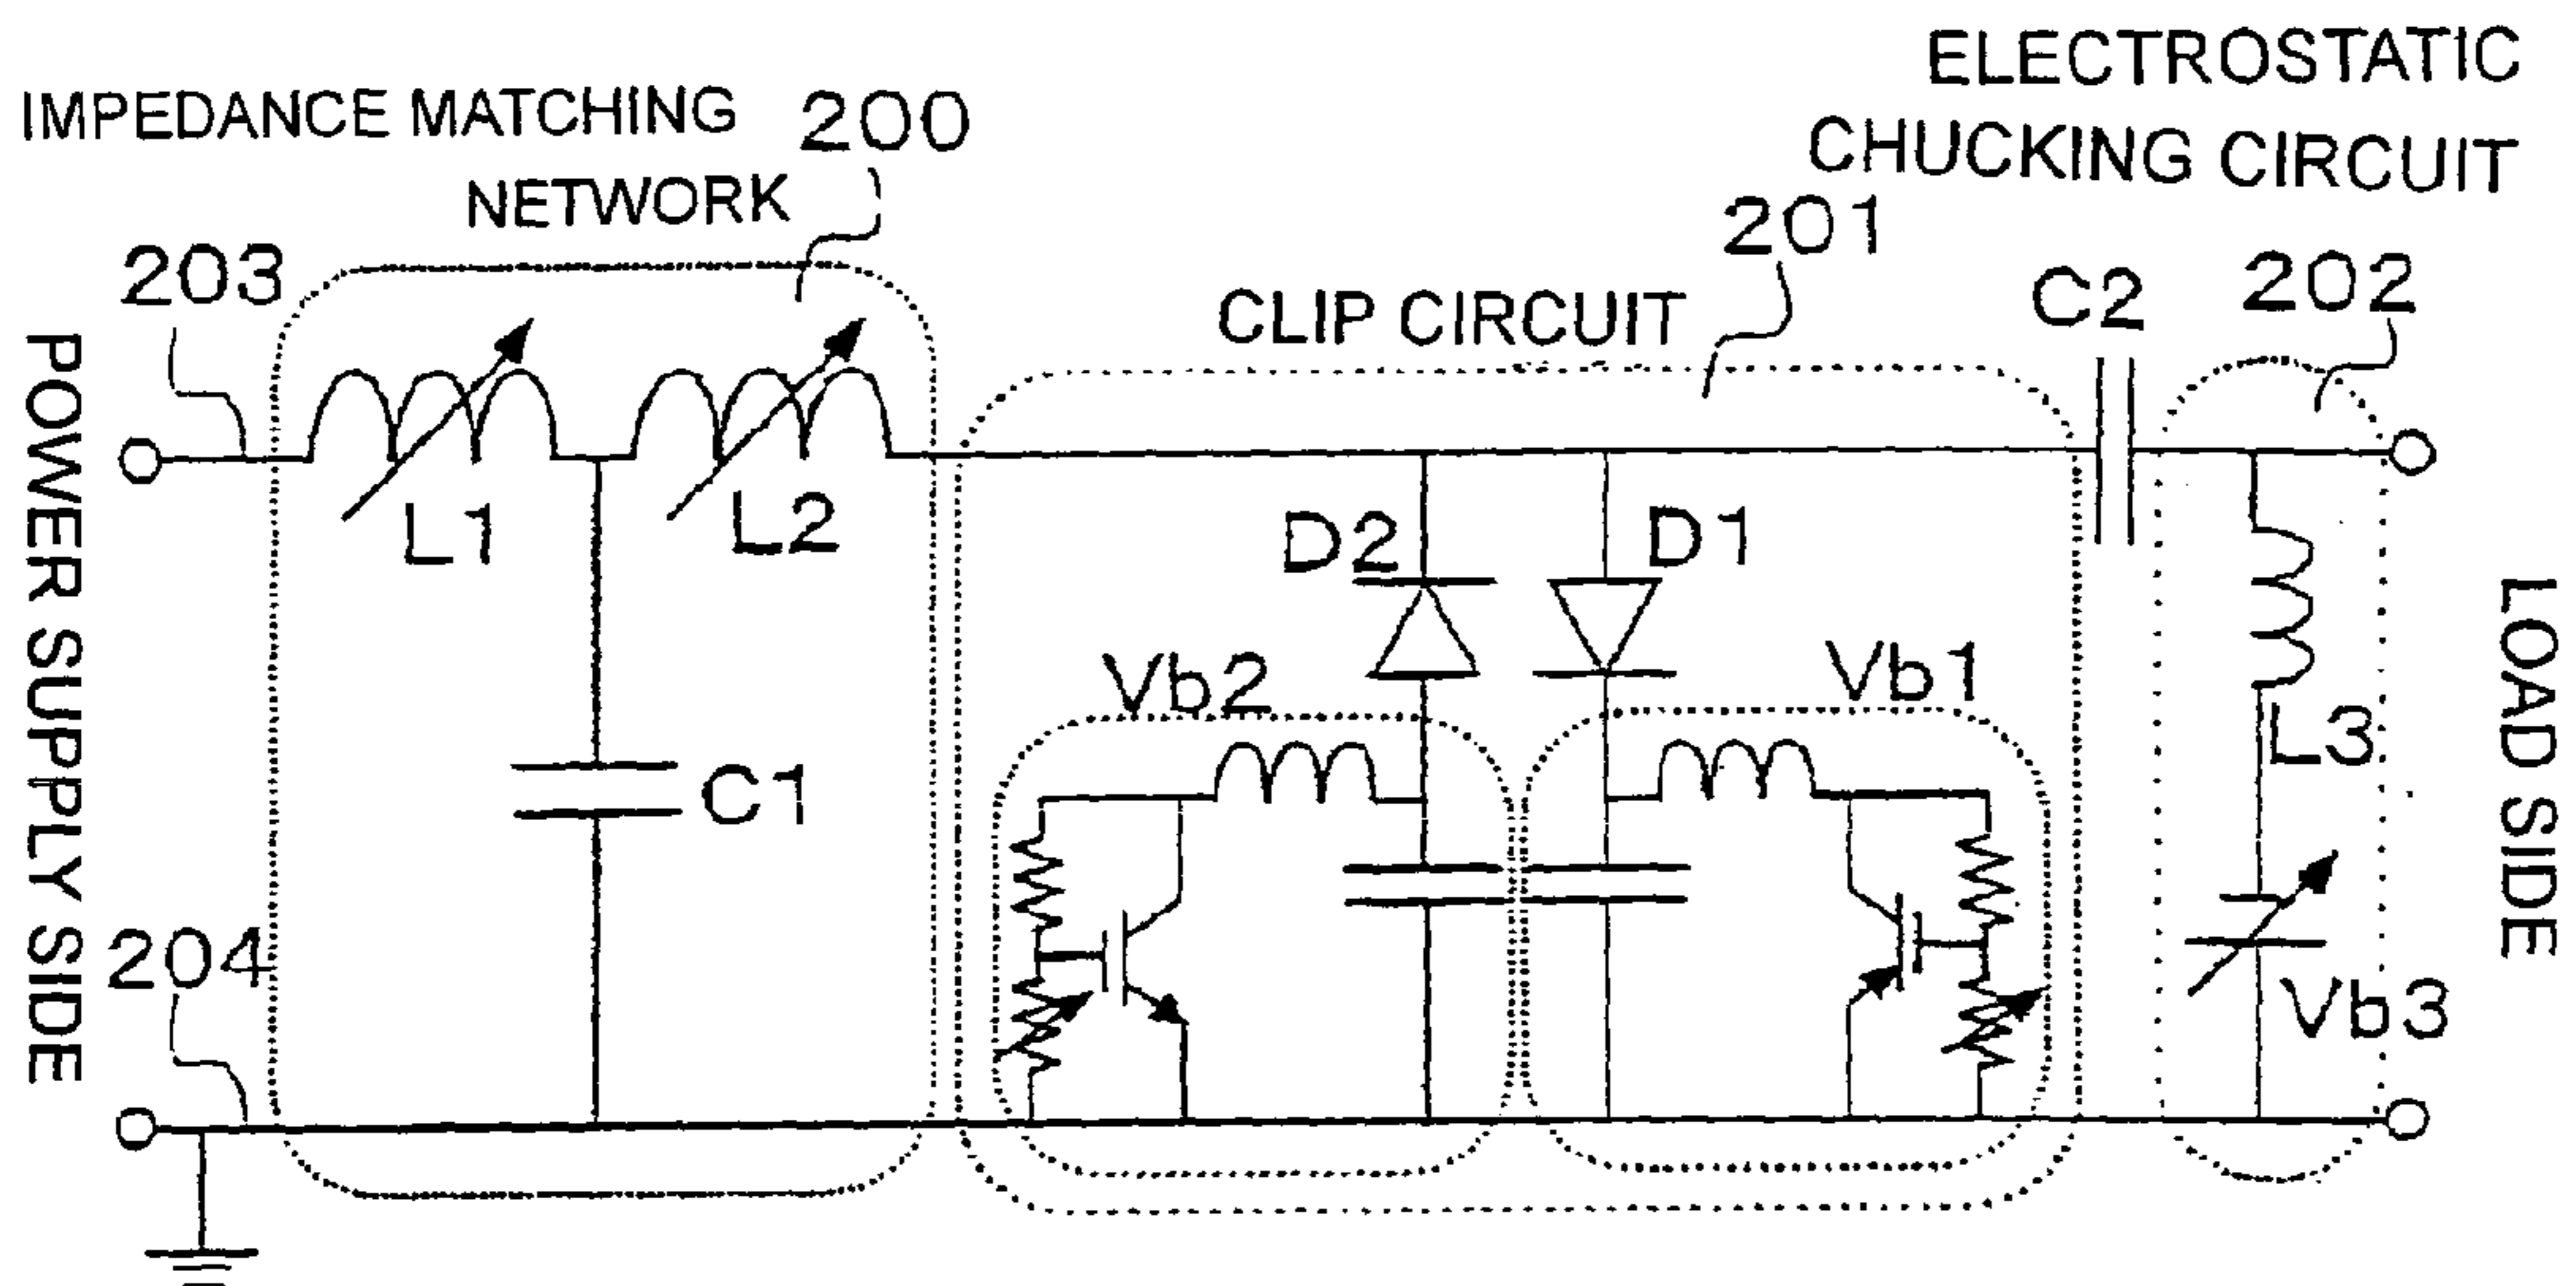 ELECTROSTATIC
CHUCKING CIRCUIT
IMPEDANCE MATCHING
NETWORK
200
201
202
203
CLIP CIRCUIT
C2
POWER SUPPLY SIDE
L1
L2
D2
D1
Vb2
Vb1
L3
C1
LOAD SIDE
204
Vb3